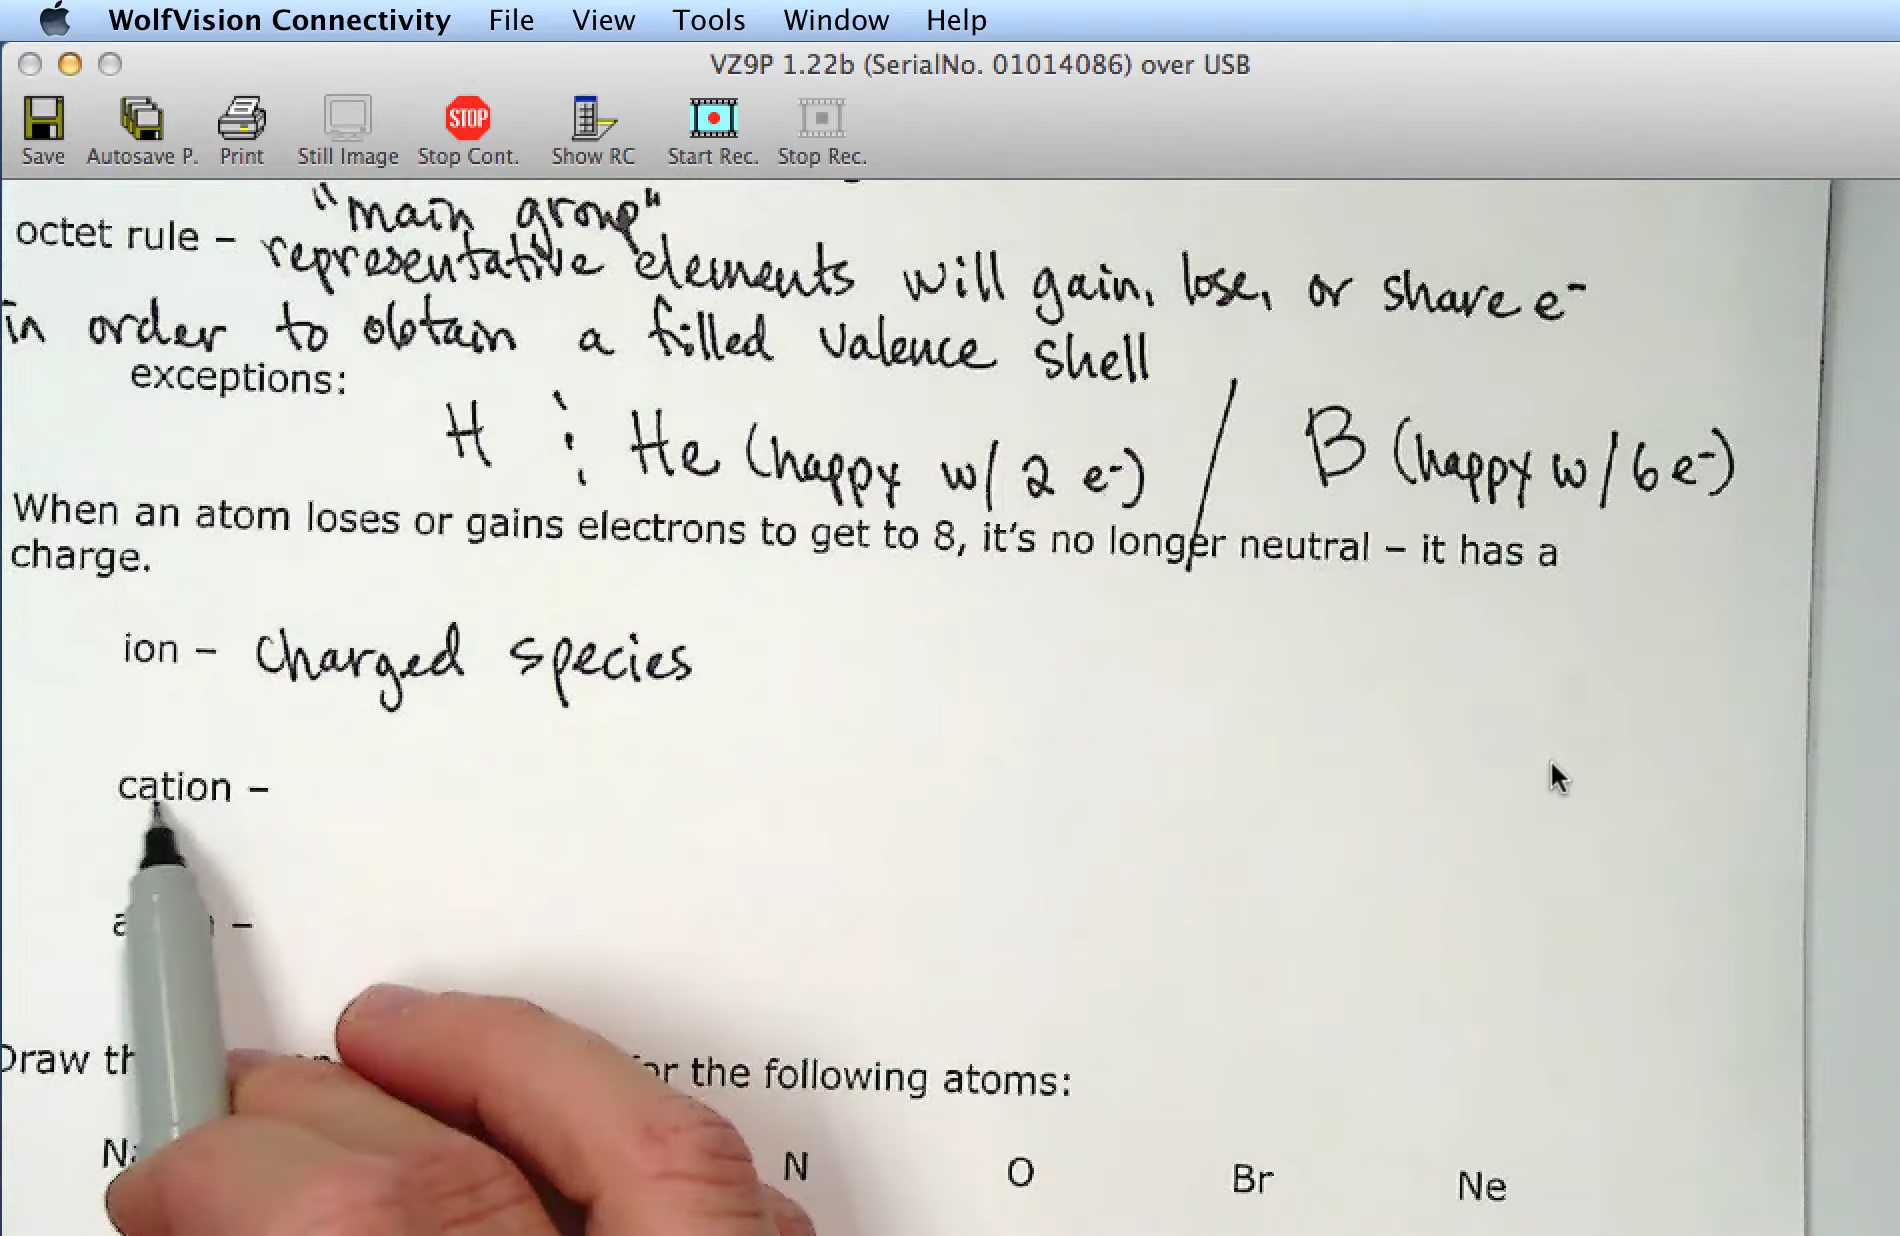 WolfVision Connectivity File View Tools Window Help
VZ9P 1.22b (SerialNo. 01014086) over USB
Save Autosave P. Print Still Image STOP Stop Cont. Show RC Start Rec. Stop Rec.
"main group"
octet rule – representative elements will gain, lose, or share e⁻
in order to obtain a filled valence shell
exceptions:
H ; He (happy w/ 2 e⁻) / B (happy w/ 6 e⁻)
When an atom loses or gains electrons to get to 8, it's no longer neutral – it has a
charge.
ion – charged species
cation –
–
Draw the following atoms:
N O Br Ne